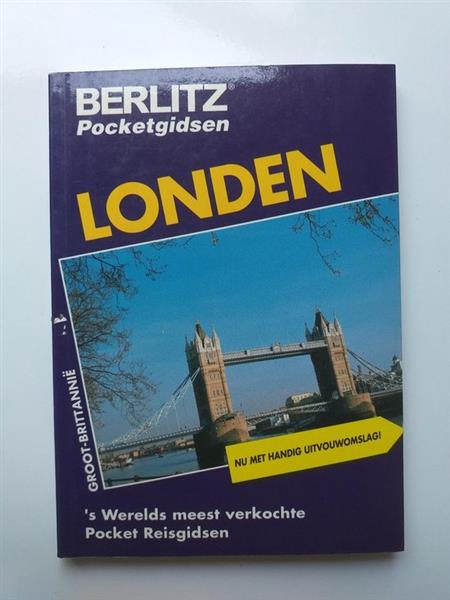 BERLITZ®
Pocketgidsen
LONDEN
GROOT-BRITTANNIË
NU MET HANDIG UITVOUWOMSLAG!
's Werelds meest verkochte
Pocket Reisgidsen